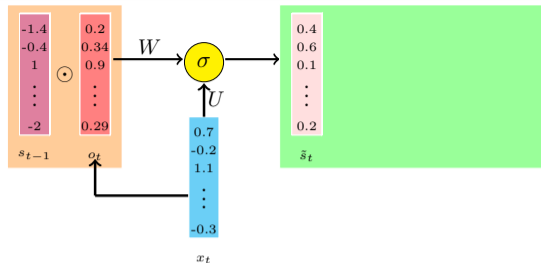 -1.4 0.2 0.4
-0.4 0.34 0.6
1 0.9 0.1
⋮ ⊙ ⋮ ⋮
-2 0.29 0.2
W
σ
U
s_{t−1} o_t s̃_t
0.7
-0.2
1.1
⋮
-0.3
x_t